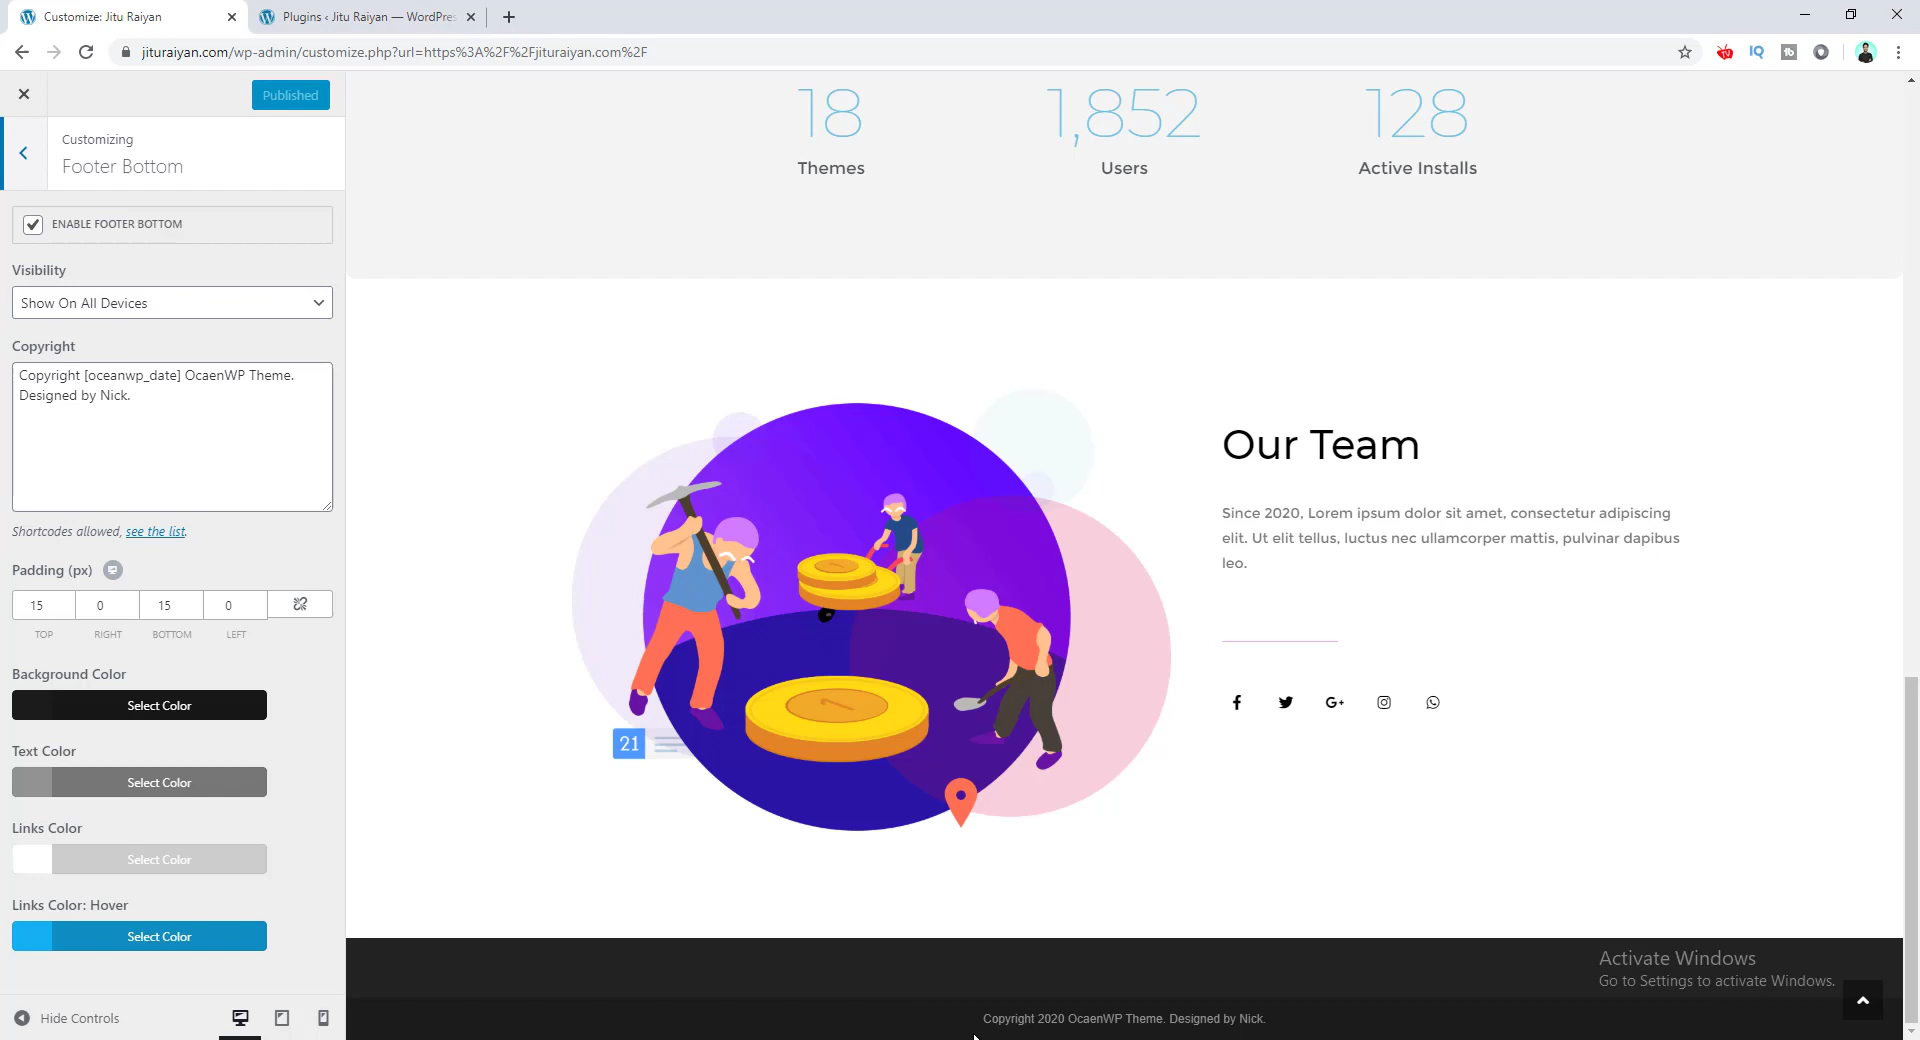 Customize: Jitu Raiyan
Plugins ‹ Jitu Raiyan — WordPres
jituraiyan.com/wp-admin/customize.php?url=https%3A%2F%2Fjituraiyan.com%2F
IQ
Published
Customizing
Footer Bottom
ENABLE FOOTER BOTTOM
Visibility
Show On All Devices
Copyright
Copyright [oceanwp_date] OcaenWP Theme.
Designed by Nick.
Shortcodes allowed, see the list.
Padding (px)
15 0 15 0
TOP RIGHT BOTTOM LEFT
Background Color
Select Color
Text Color
Select Color
Links Color
Select Color
Links Color: Hover
Select Color
Hide Controls
18 1,852 128
Themes Users Active Installs
Our Team
Since 2020, Lorem ipsum dolor sit amet, consectetur adipiscing
elit. Ut elit tellus, luctus nec ullamcorper mattis, pulvinar dapibus
leo.
21
Activate Windows
Go to Settings to activate Windows.
Copyright 2020 OcaenWP Theme. Designed by Nick.